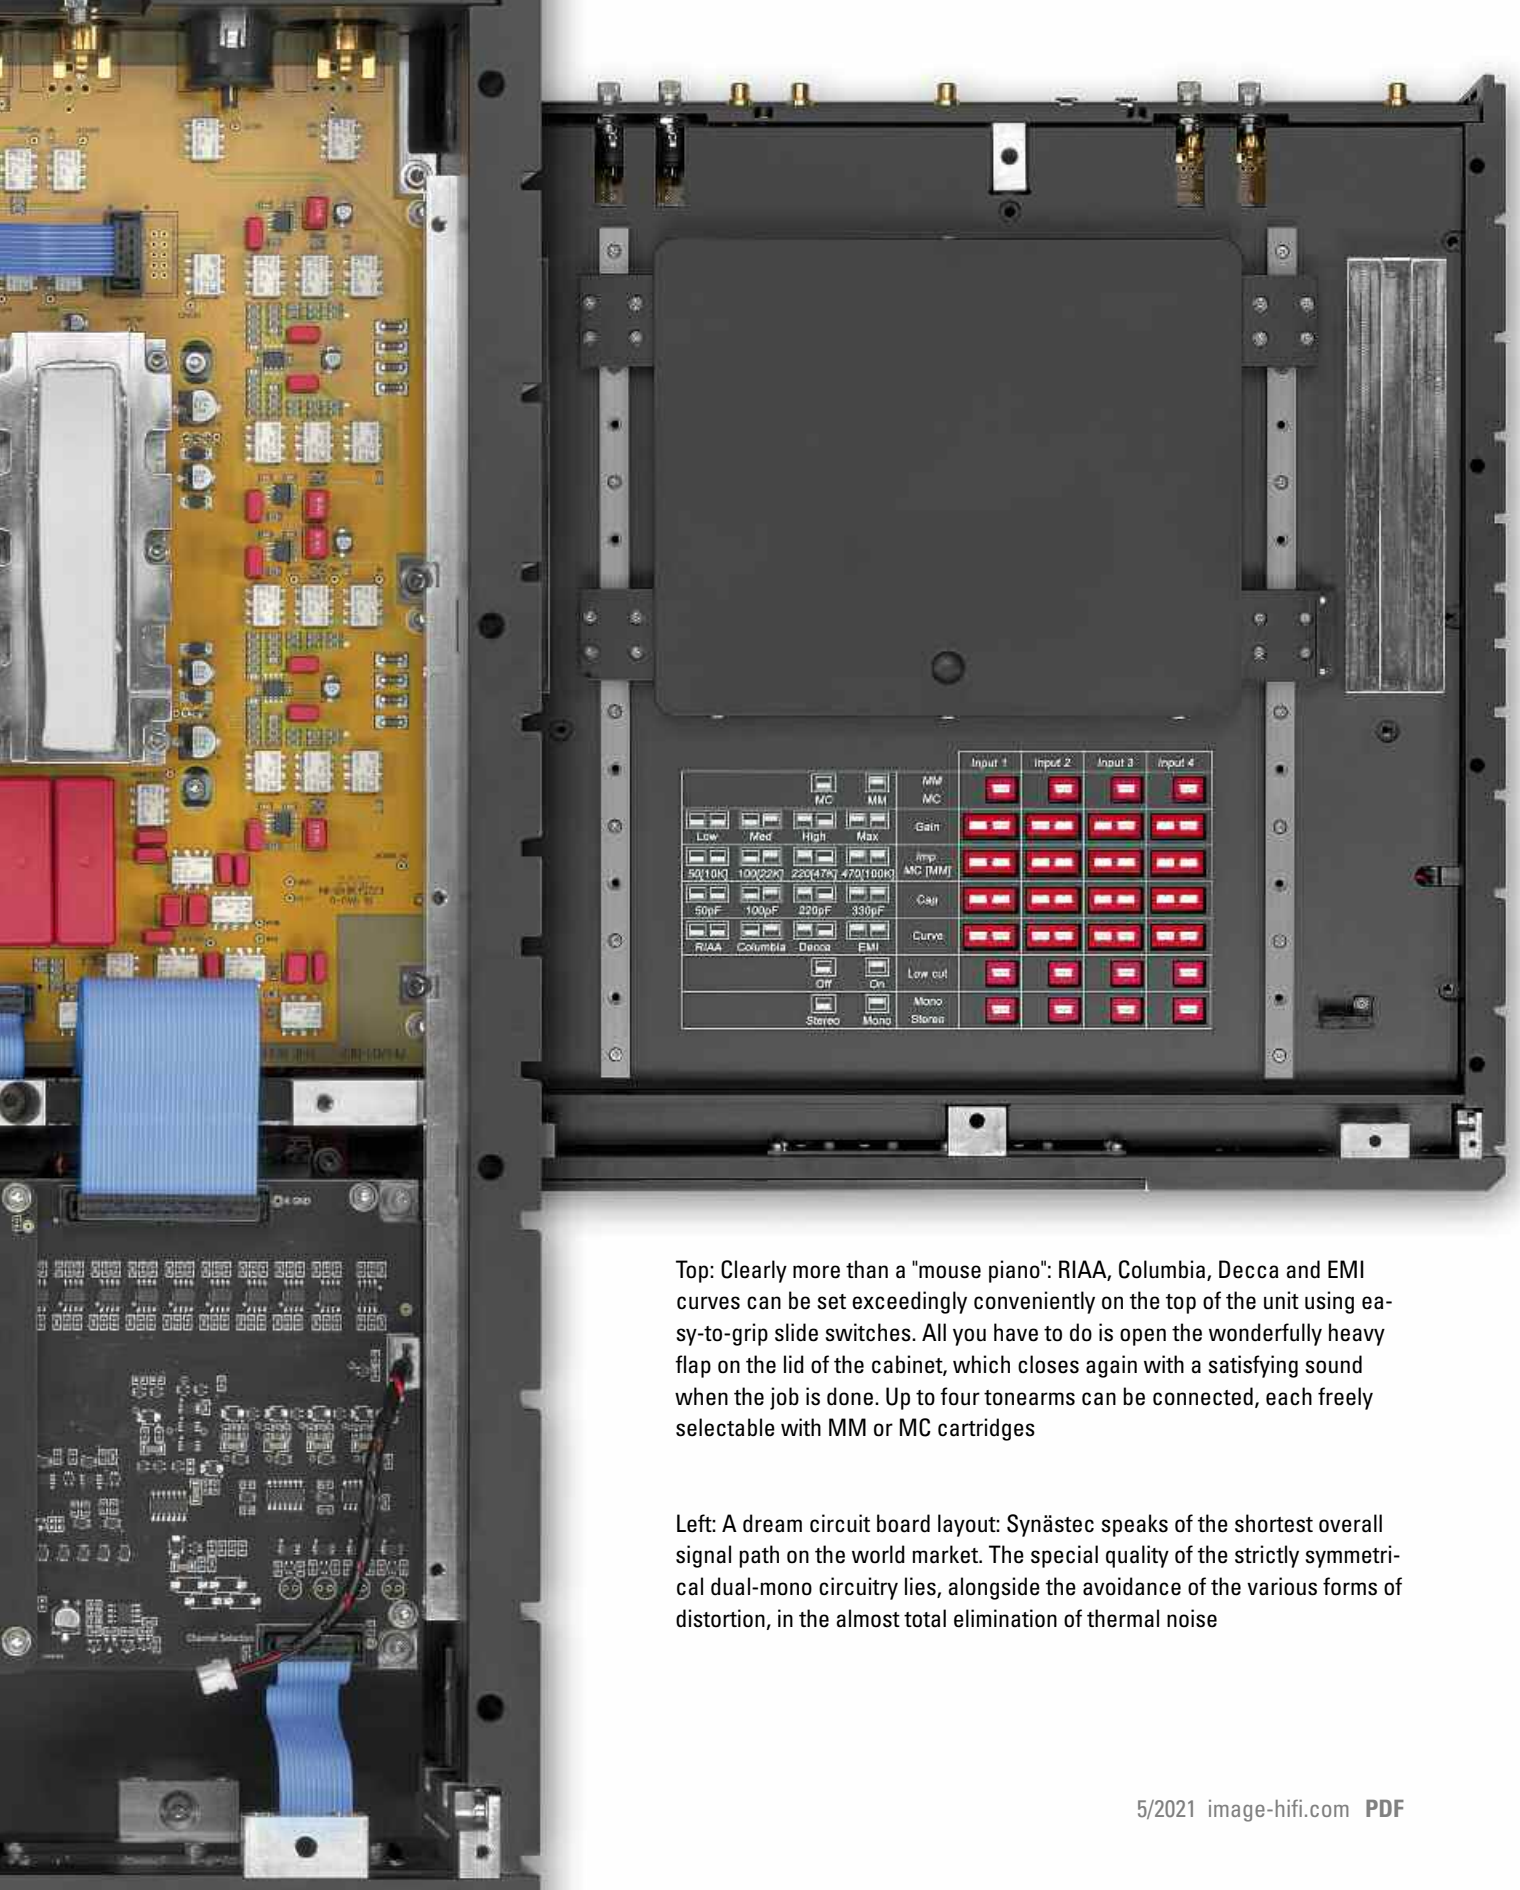 Input 1 Input 2 Input 3 Input 4
MC MM MM
MC
Low Med High Max Gain
50[10K] 100[22K] 220[47K] 470[100K] Imp
MC [MM]
50pF 100pF 220pF 330pF Cap
RIAA Columbia Decca EMI Curve
Off On Low cut
Stereo Mono Mono
Stereo
GND
Channel Selection
Top: Clearly more than a "mouse piano": RIAA, Columbia, Decca and EMI
curves can be set exceedingly conveniently on the top of the unit using ea-
sy-to-grip slide switches. All you have to do is open the wonderfully heavy
flap on the lid of the cabinet, which closes again with a satisfying sound
when the job is done. Up to four tonearms can be connected, each freely
selectable with MM or MC cartridges
Left: A dream circuit board layout: Synästec speaks of the shortest overall
signal path on the world market. The special quality of the strictly symmetri-
cal dual-mono circuitry lies, alongside the avoidance of the various forms of
distortion, in the almost total elimination of thermal noise
5/2021 image-hifi.com PDF